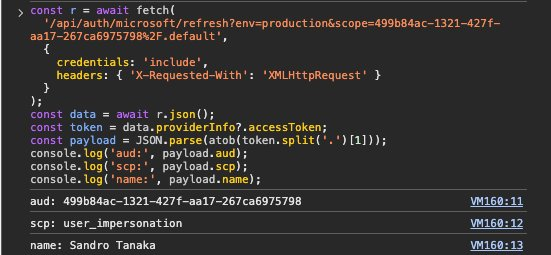 const r = await fetch(
'/api/auth/microsoft/refresh?env=production&scope=499b84ac-1321-427f-
aa17-267ca6975798%2F.default',
{
credentials: 'include',
headers: { 'X-Requested-With': 'XMLHttpRequest' }
}
);
const data = await r.json();
const token = data.providerInfo?.accessToken;
const payload = JSON.parse(atob(token.split('.')[1]));
console.log('aud:', payload.aud);
console.log('scp:', payload.scp);
console.log('name:', payload.name);
aud: 499b84ac-1321-427f-aa17-267ca6975798 VM160:11
scp: user_impersonation VM160:12
name: Sandro Tanaka VM160:13